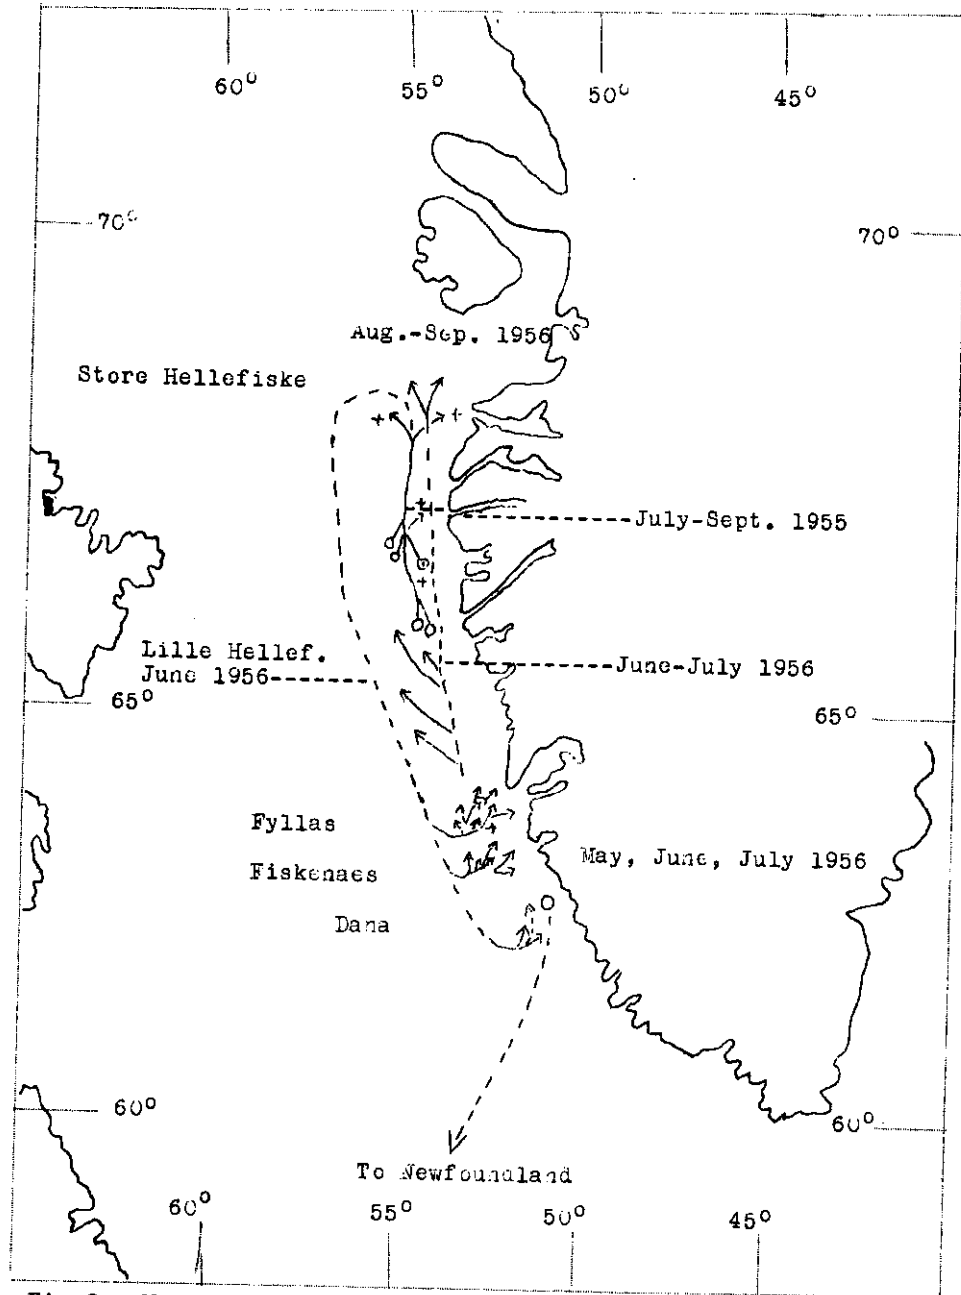 60° 55° 50° 45°
70° 70°
Aug.-Sep. 1956
Store Hellefiske
July-Sept. 1955
Lille Hellef.
June 1956
June-July 1956
65° 65°
Fyllas
May, June, July 1956
Fiskenaes
Dana
60° 60°
To Newfoundland
60° 55° 50° 45°